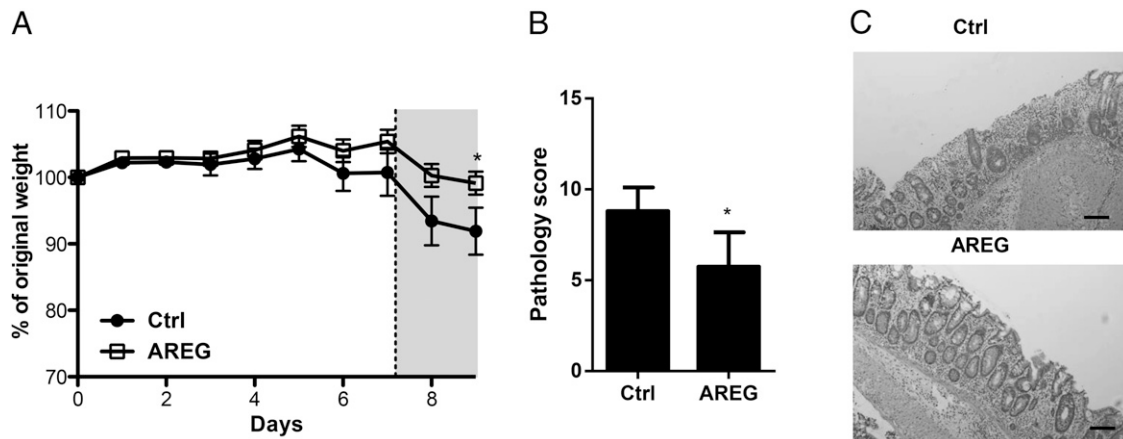 A
% of original weight
110
100
90
80
70
*
Ctrl
AREG
0
2
4
6
8
Days
B
Pathology score
15
10
5
0
*
Ctrl
AREG
C
Ctrl
AREG